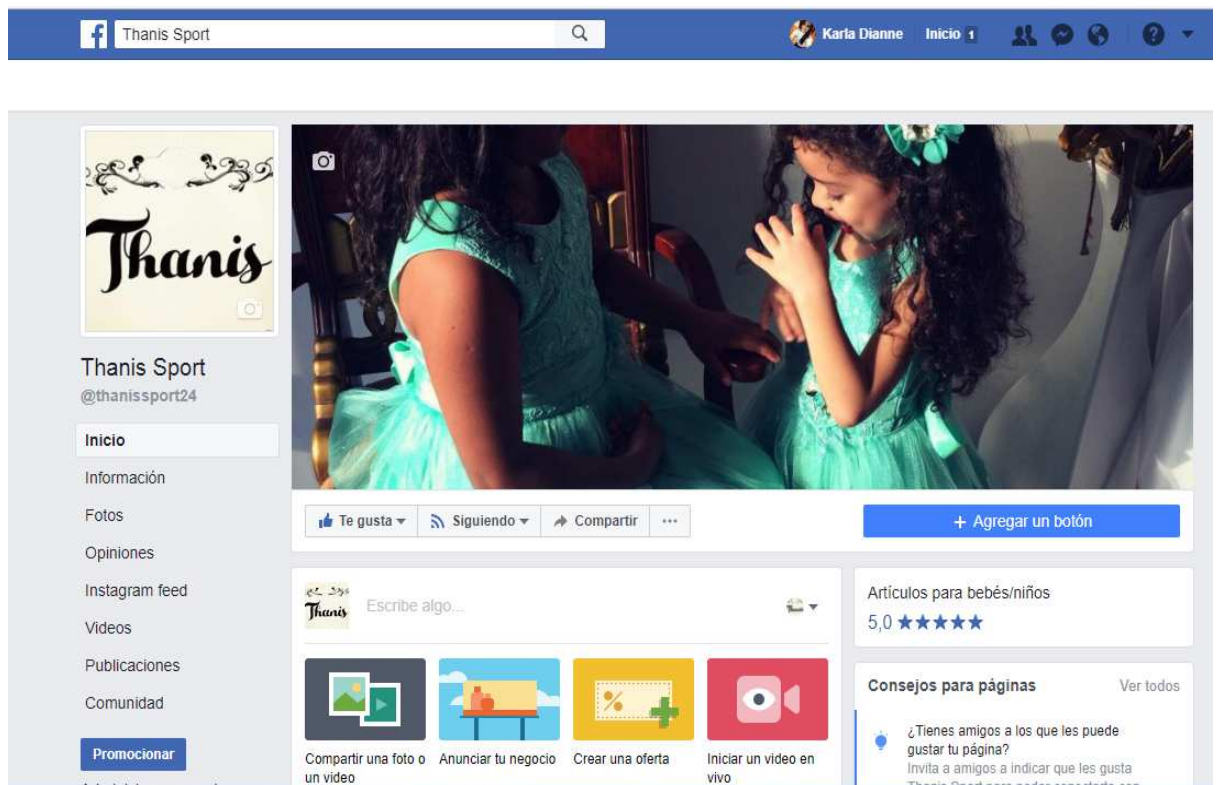 Thanis Sport
Karla Dianne
Inicio 1
Thanis
Thanis Sport
@thanissport24
Inicio
Información
Fotos
Opiniones
Instagram feed
Videos
Publicaciones
Comunidad
Promocionar
Te gusta
Siguiendo
Compartir
+ Agregar un botón
Thanis
Escribe algo...
Compartir una foto o
un video
Anunciar tu negocio
Crear una oferta
Iniciar un video en
vivo
Artículos para bebés/niños
5,0 ★★★★★
Consejos para páginas
Ver todos
¿Tienes amigos a los que les puede
gustar tu página?
Invita a amigos a indicar que les gusta